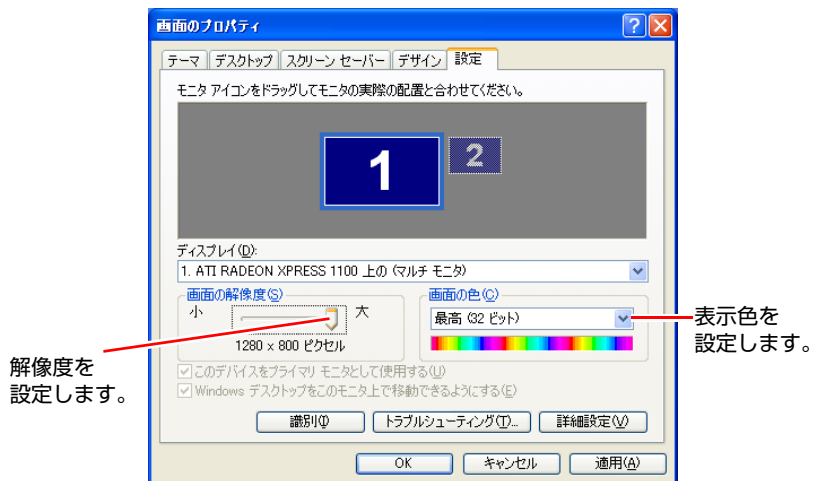 画面のプロパティ
テーマ デスクトップ スクリーン セーバー デザイン 設定
モニタ アイコンをドラッグしてモニタの実際の配置と合わせてください。
1 2
ディスプレイ(D):
1. ATI RADEON XPRESS 1100 上の (マルチ モニタ)
画面の解像度(S) 画面の色(C)
小 大 最高 (32 ビット)
1280 x 800 ピクセル
表示色を
設定します。
解像度を
設定します。
このデバイスをプライマリ モニタとして使用する(U)
Windows デスクトップをこのモニタ上で移動できるようにする(E)
識別(I) トラブルシューティング(T)... 詳細設定(V)
OK キャンセル 適用(A)